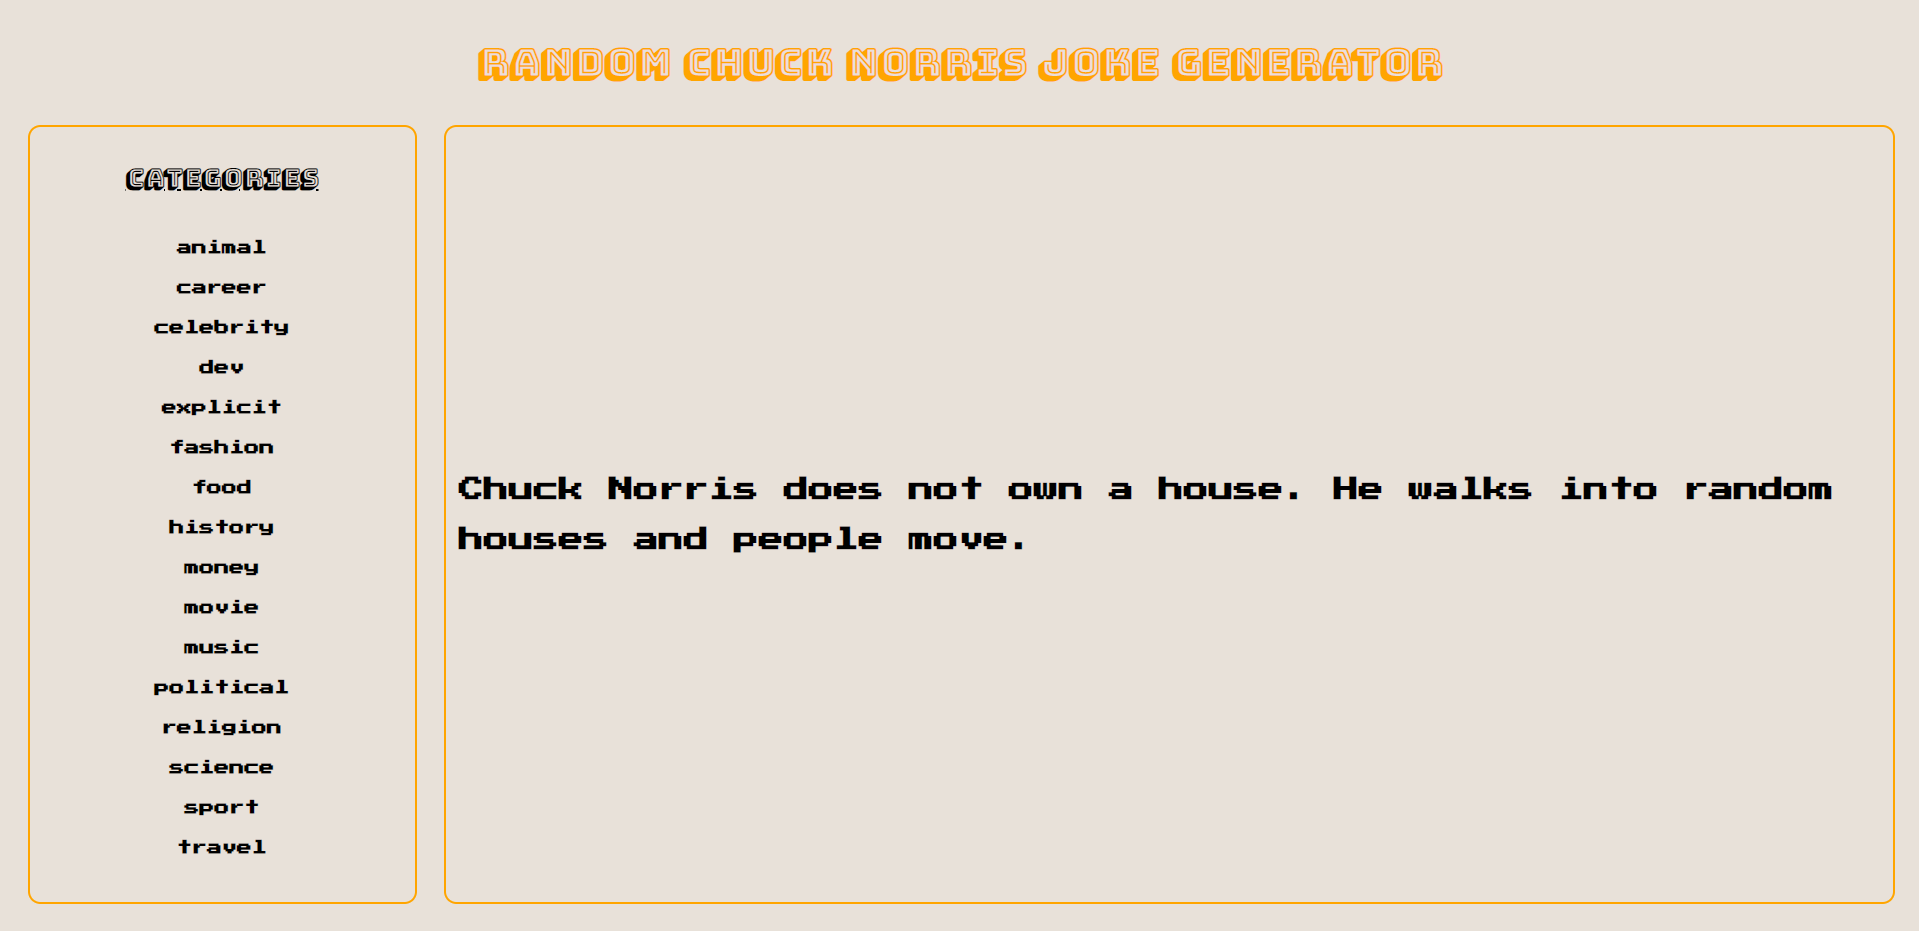 RANDOM CHUCK NORRIS JOKE GENERATOR
CATEGORIES
animal
career
celebrity
dev
explicit
fashion
food
history
money
movie
music
political
religion
science
sport
travel
Chuck Norris does not own a house. He walks into random
houses and people move.